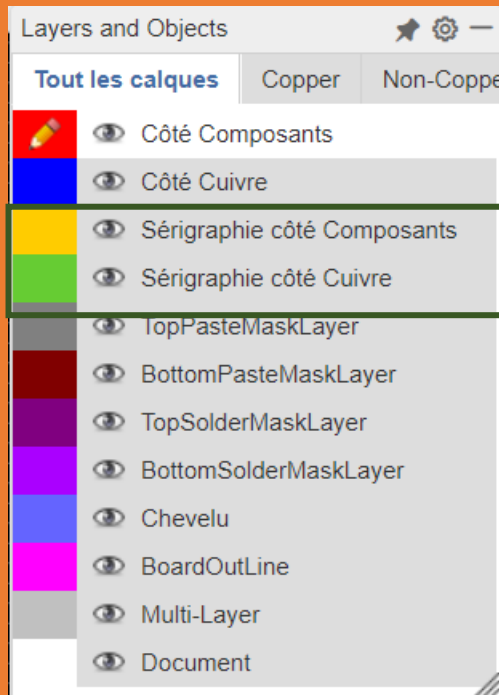 Layers and Objects
Tout les calques Copper Non-Coppe
Côté Composants
Côté Cuivre
Sérigraphie côté Composants
Sérigraphie côté Cuivre
TopPasteMaskLayer
BottomPasteMaskLayer
TopSolderMaskLayer
BottomSolderMaskLayer
Chevelu
BoardOutLine
Multi-Layer
Document